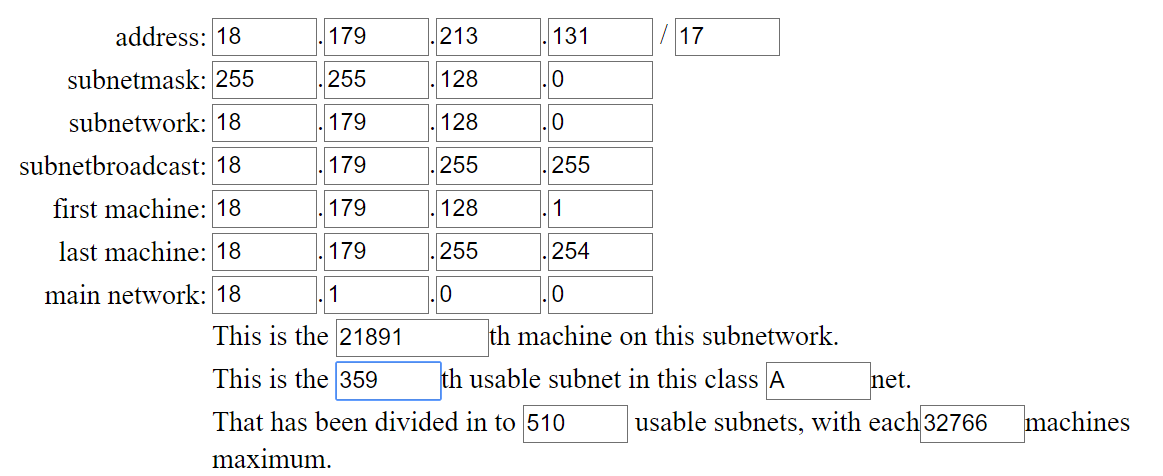 address: 18 .179 .213 .131 / 17
subnetmask: 255 .255 .128 .0
subnetwork: 18 .179 .128 .0
subnetbroadcast: 18 .179 .255 .255
first machine: 18 .179 .128 .1
last machine: 18 .179 .255 .254
main network: 18 .1 .0 .0
This is the 21891 th machine on this subnetwork.
This is the 359 th usable subnet in this class A net.
That has been divided in to 510 usable subnets, with each 32766 machines
maximum.